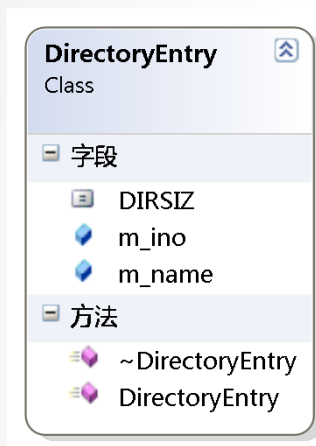 DirectoryEntry
Class
字段
DIRSIZ
m_ino
m_name
方法
~DirectoryEntry
DirectoryEntry